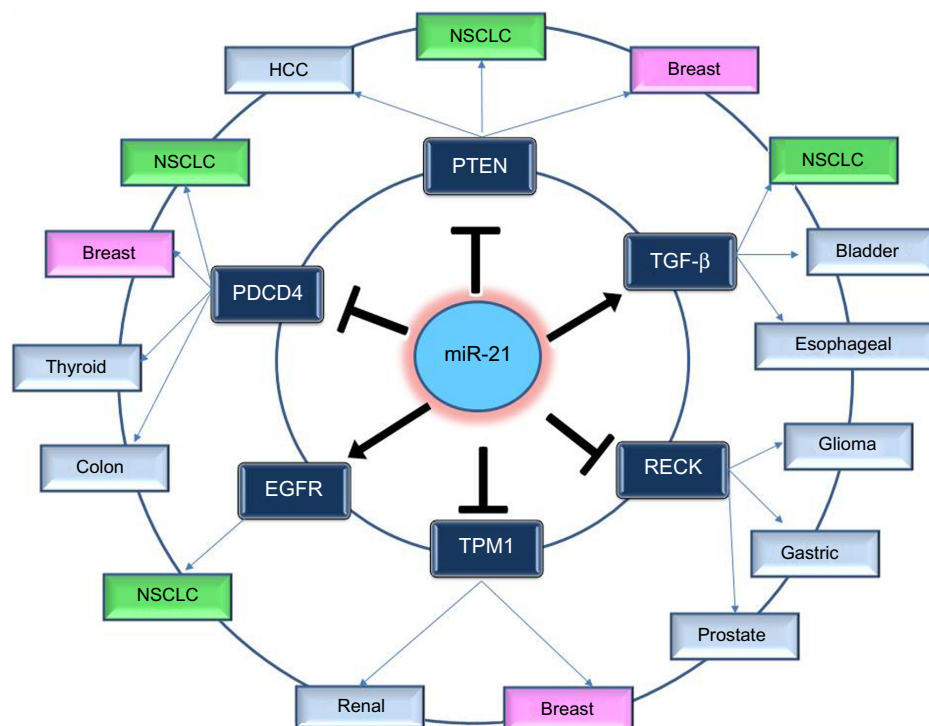 NSCLC
HCC
Breast
NSCLC
PTEN
NSCLC
Breast
TGF-β
Bladder
PDCD4
Esophageal
miR-21
Thyroid
Glioma
Colon
RECK
EGFR
TPM1
Gastric
NSCLC
Prostate
Renal
Breast